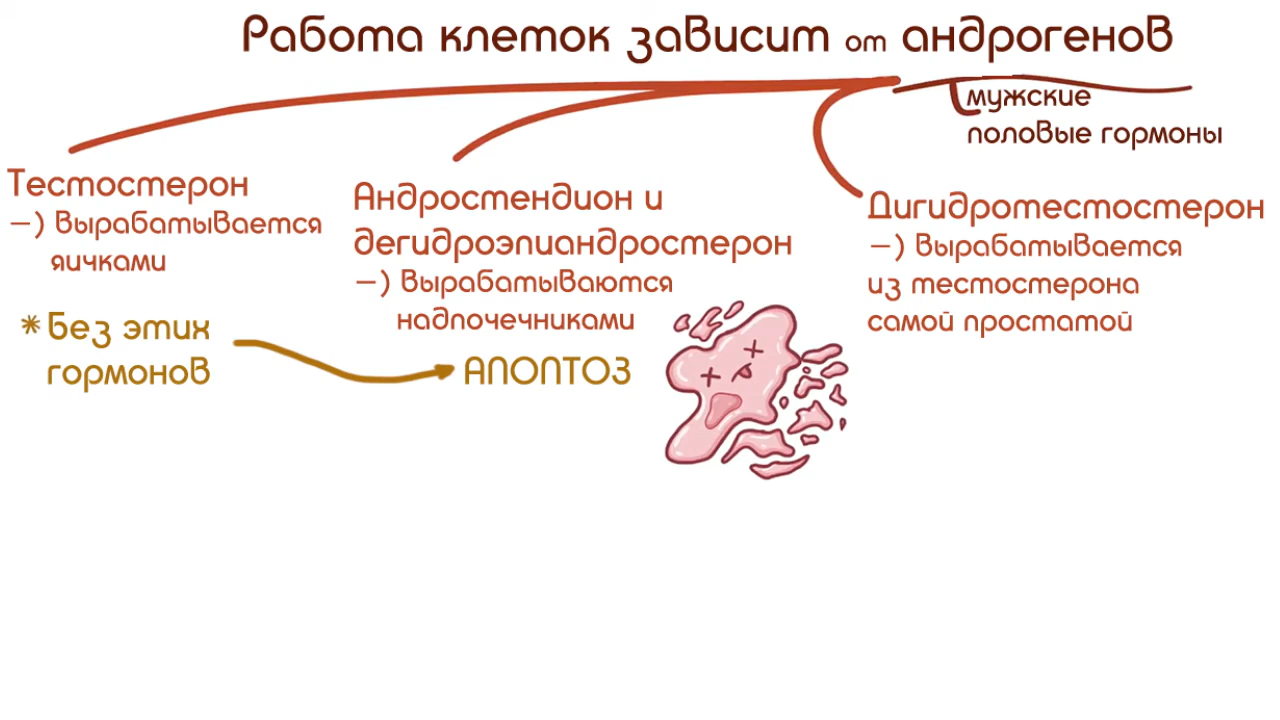 Работа клеток зависит от андрогенов
мужские
половые гормоны
Тестостерон
–) вырабатывается
яичками
Андростендион и
дегидроэпиандростерон
–) вырабатываются
надпочечниками
Дигидротестостерон
–) вырабатывается
из тестостерона
самой простатой
* Без этих
гормонов
АПОПТОЗ